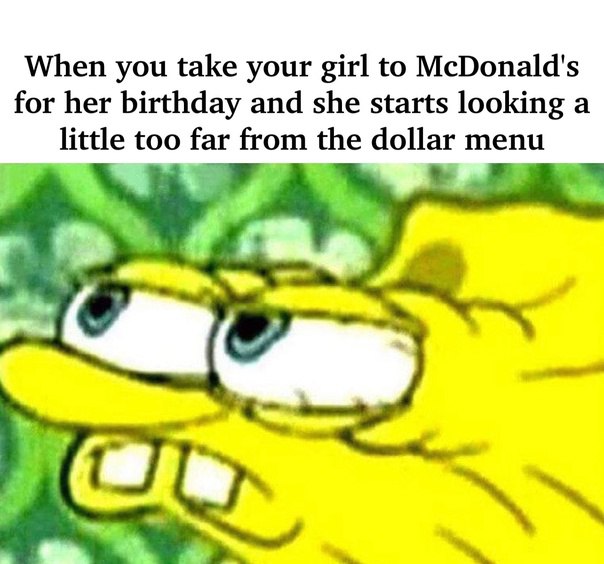 When you take your girl to McDonald's
for her birthday and she starts looking a
little too far from the dollar menu